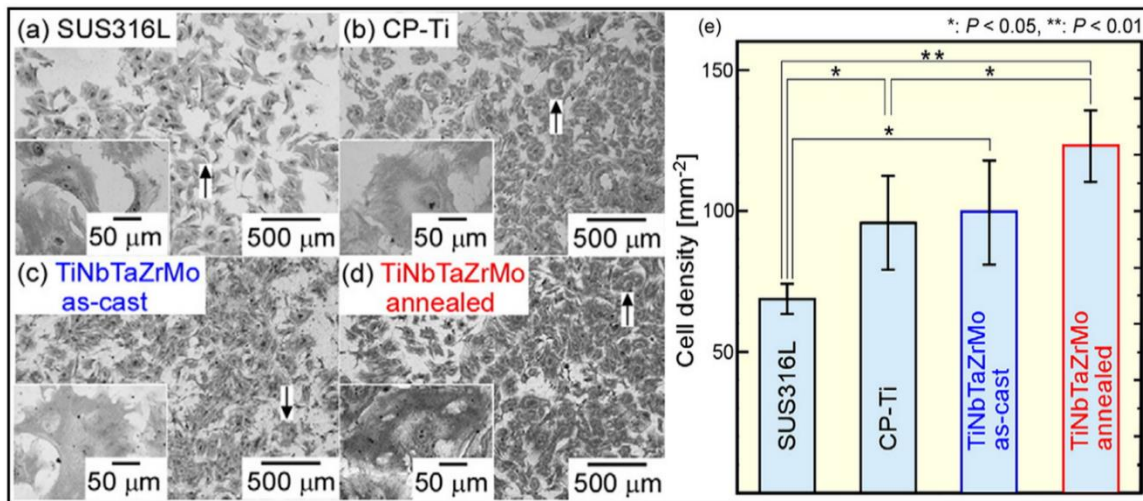 (a) SUS316L
50 μm
500 μm
(b) CP-Ti
50 μm
500 μm
(c) TiNbTaZrMo
as-cast
50 μm
500 μm
(d) TiNbTaZrMo
annealed
50 μm
500 μm
(e)
*: P < 0.05, **: P < 0.01
Cell density [mm-2]
150
100
50
**
*
*
*
SUS316L
CP-Ti
TiNbTaZrMo
as-cast
TiNbTaZrMo
annealed